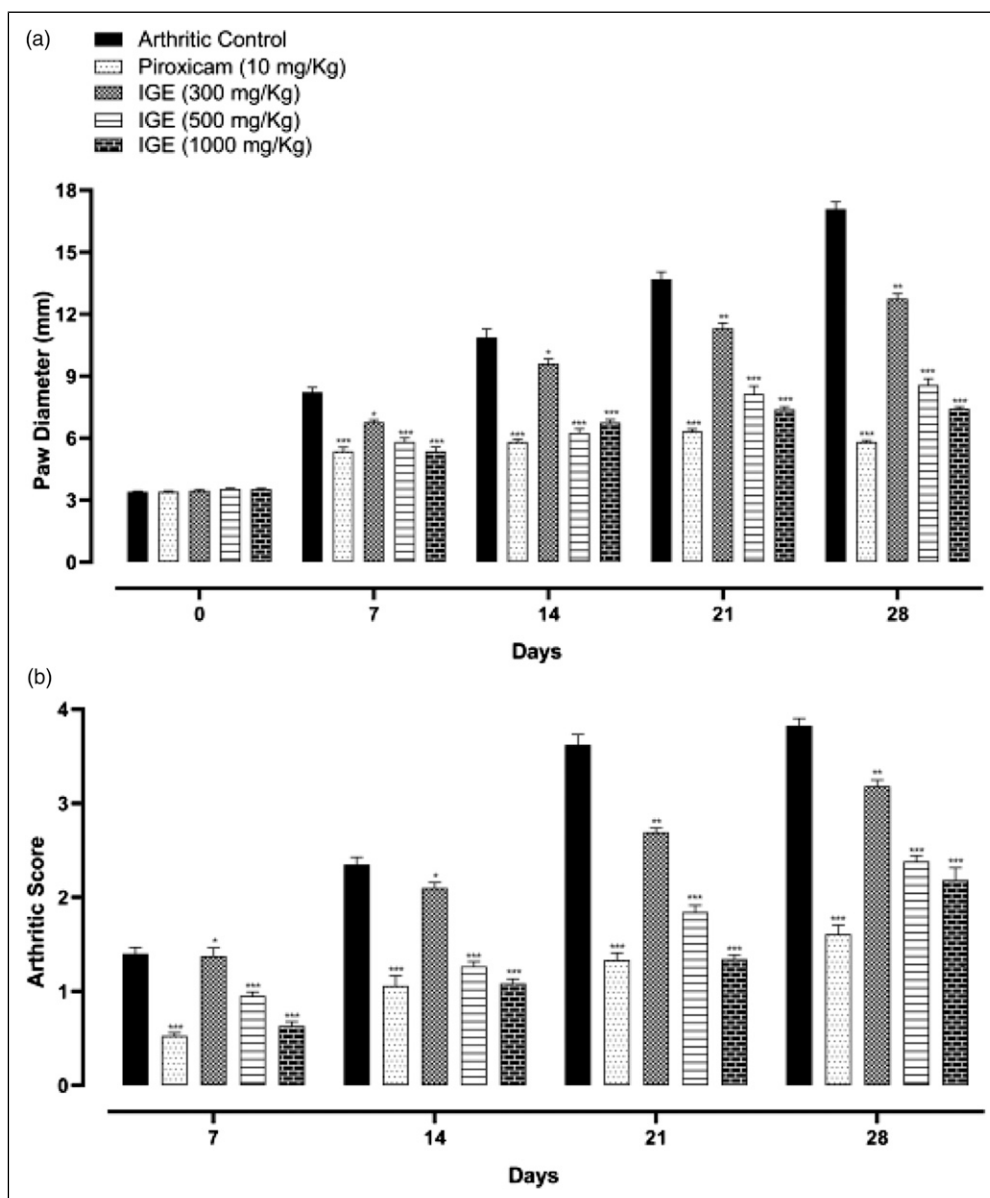 (a)
Arthritic Control
Piroxicam (10 mg/Kg)
IGE (300 mg/Kg)
IGE (500 mg/Kg)
IGE (1000 mg/Kg)
Paw Diameter (mm)
18
15
12
9
6
3
0
*** * *** ***
* *** *** ***
** *** *** ***
** *** *** ***
0 7 14 21 28
Days
(b)
Arthritic Score
4
3
2
1
0
*** * *** ***
*** * *** ***
*** ** *** ***
*** ** *** ***
7 14 21 28
Days